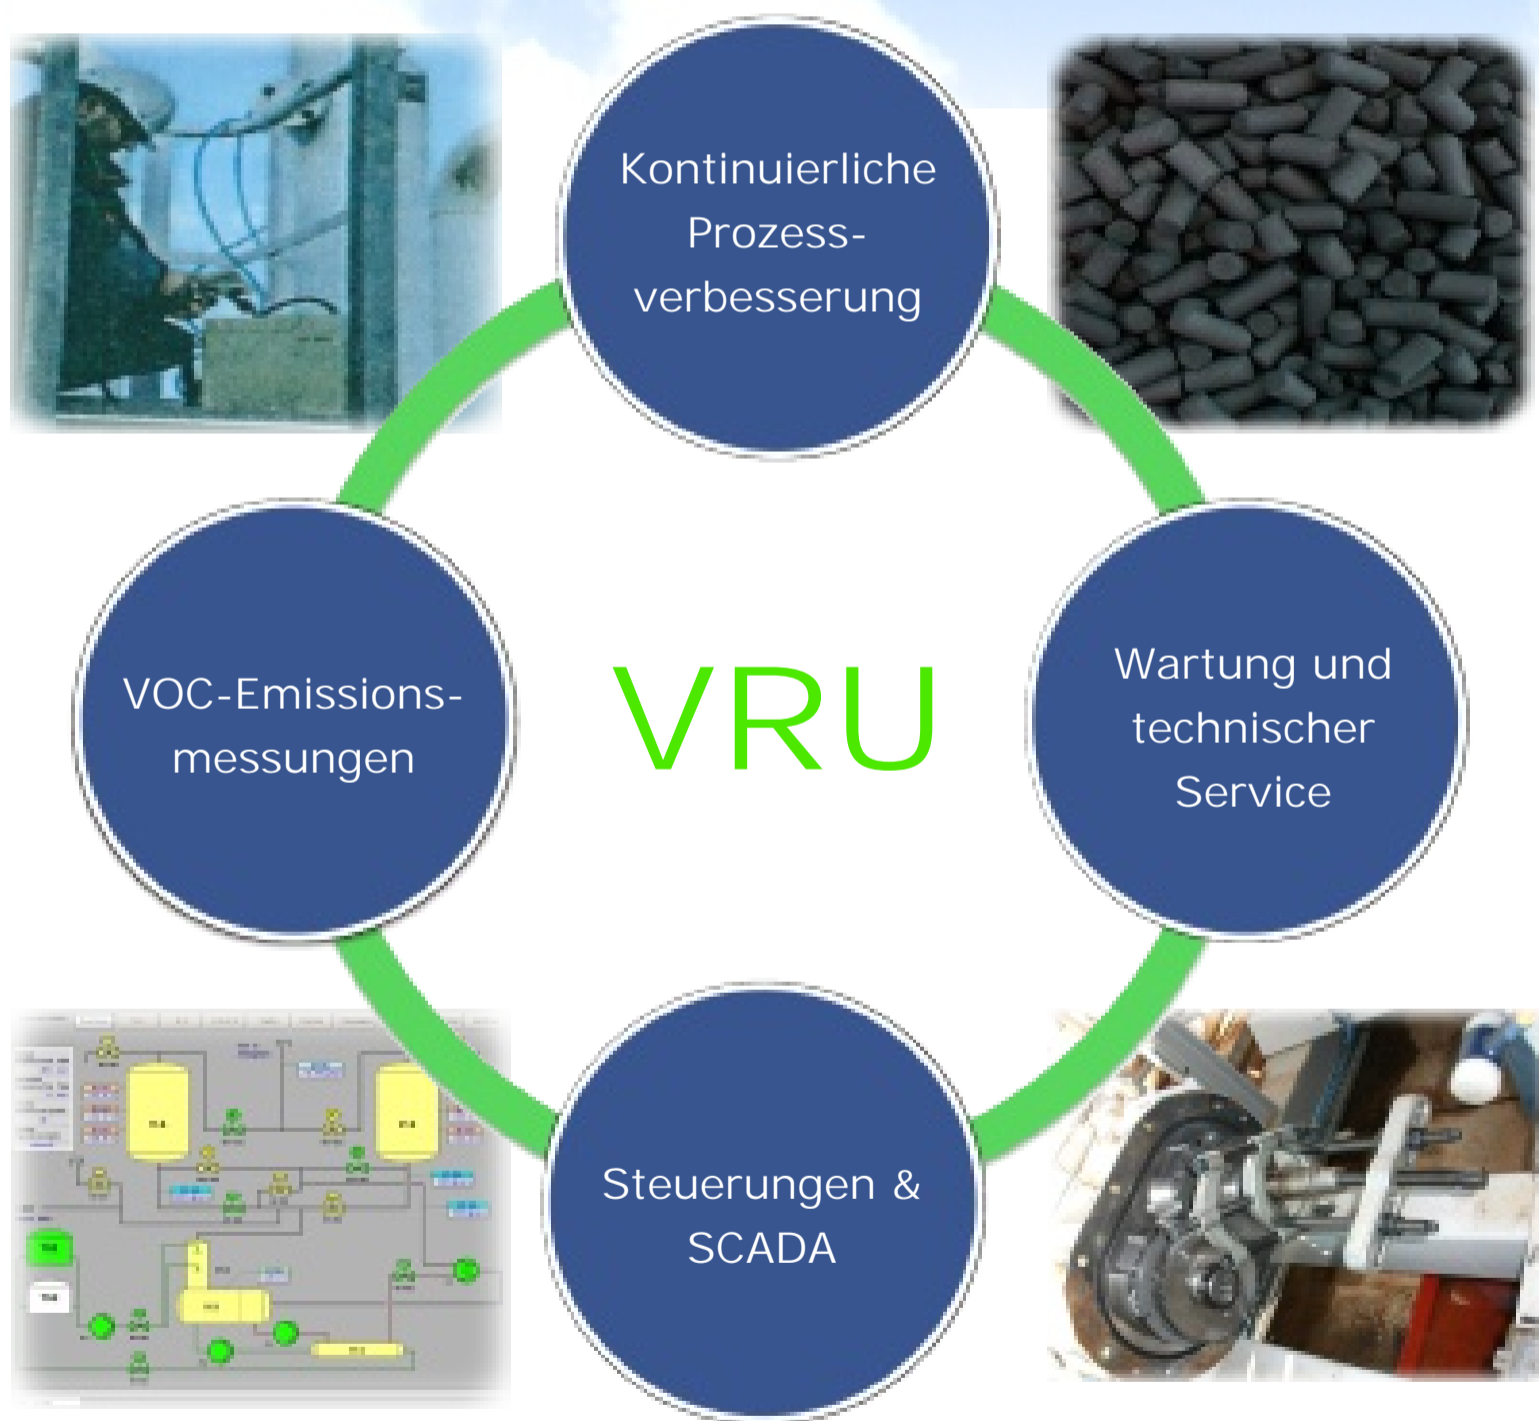 Kontinuierliche
Prozess-
verbesserung
VOC-Emissions-
messungen
VRU
Wartung und
technischer
Service
Steuerungen &
SCADA